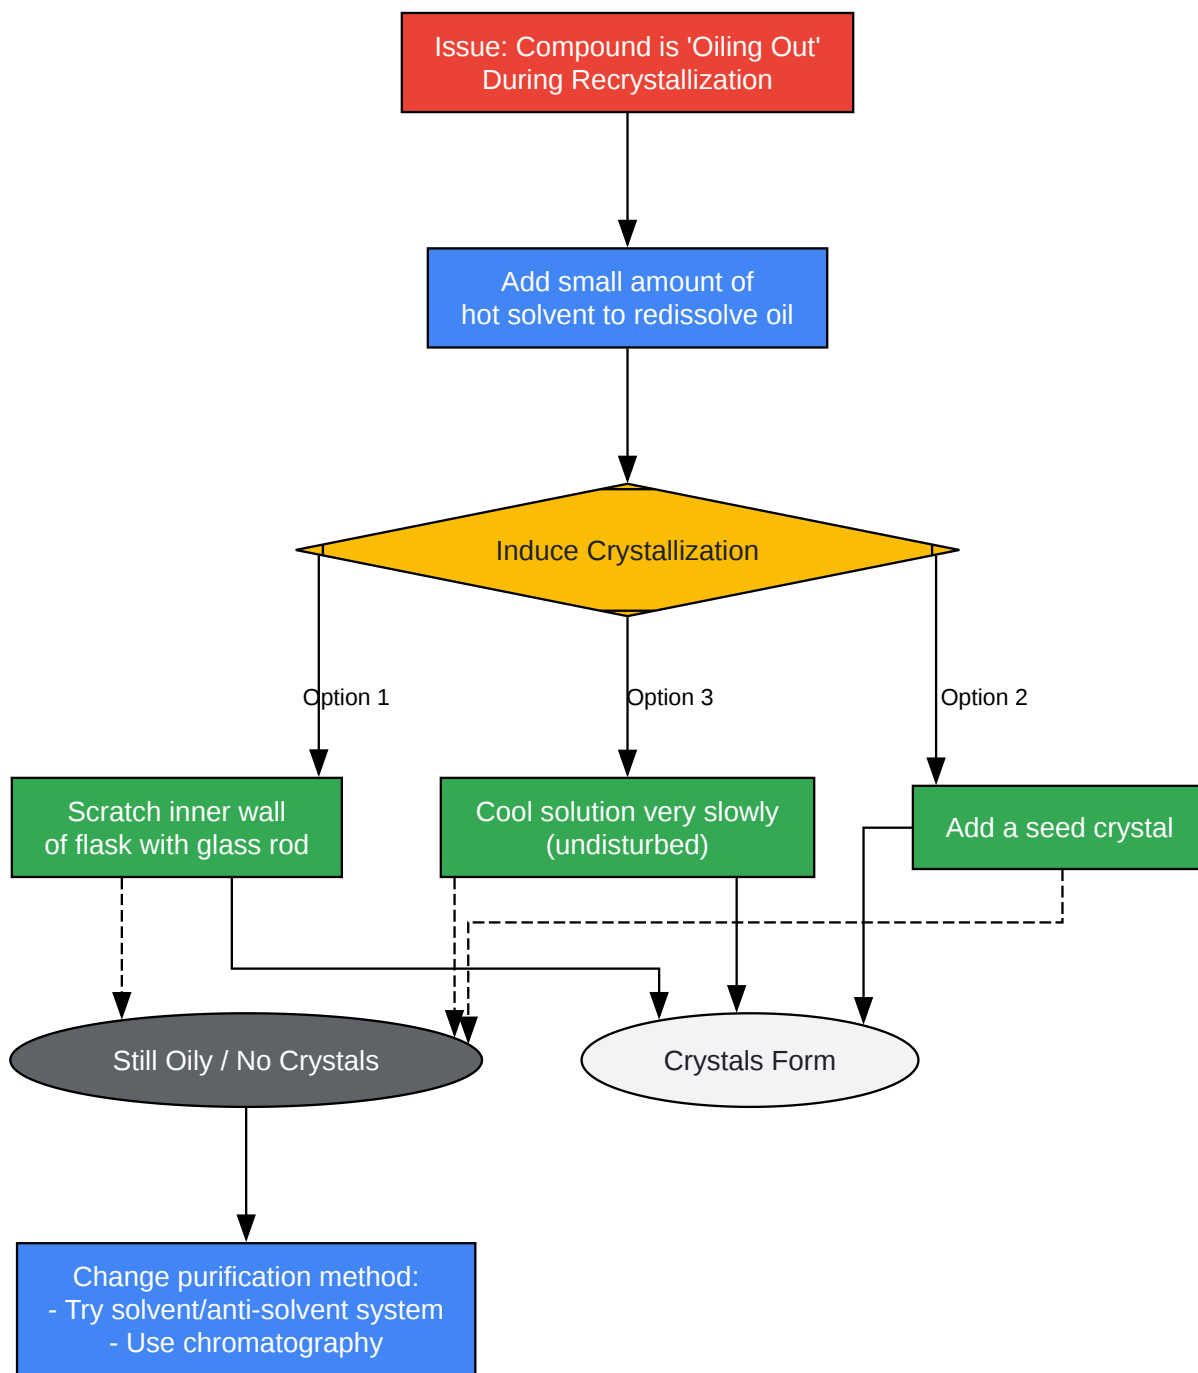 Issue: Compound is 'Oiling Out'
During Recrystallization
Add small amount of
hot solvent to redissolve oil
Induce Crystallization
Option 1
Option 3
Option 2
Scratch inner wall
of flask with glass rod
Cool solution very slowly
(undisturbed)
Add a seed crystal
Still Oily / No Crystals
Crystals Form
Change purification method:
- Try solvent/anti-solvent system
- Use chromatography